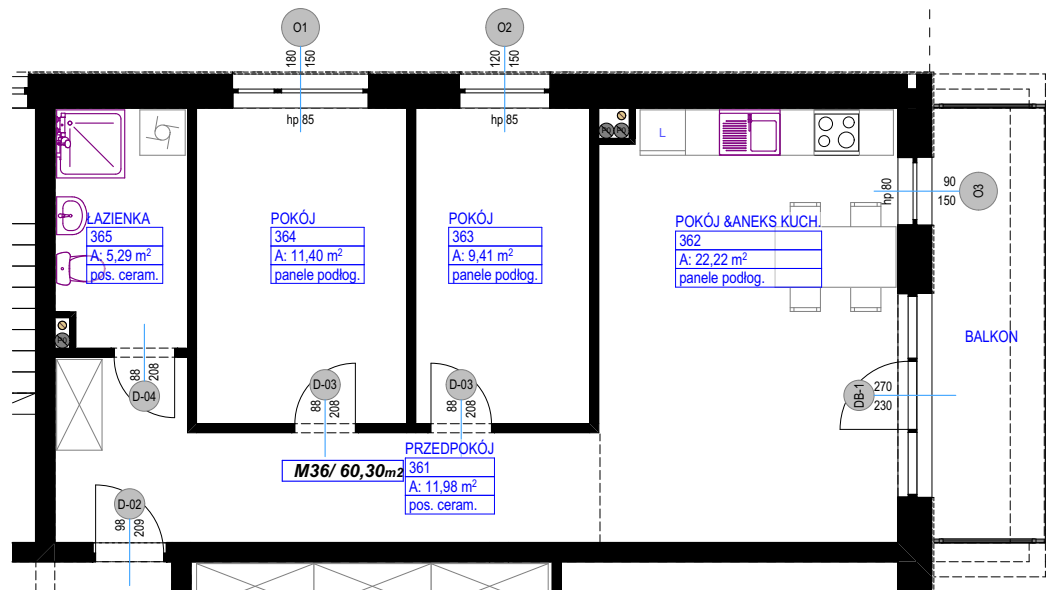 O1
O2
180
150
120
150
hp 85
hp 85
PO
PO
L
hp 80
90
150
O3
ŁAZIENKA
365
A: 5,29 m²
pos. ceram.
POKÓJ
364
A: 11,40 m²
panele podłog.
POKÓJ
363
A: 9,41 m²
panele podłog.
POKÓJ &ANEKS KUCH.
362
A: 22,22 m²
panele podłog.
BALKON
PO
88
208
D-04
D-03
88
208
D-03
88
208
DB-1
270
230
PRZEDPOKÓJ
361
A: 11,98 m²
pos. ceram.
M36/ 60,30m2
D-02
98
209